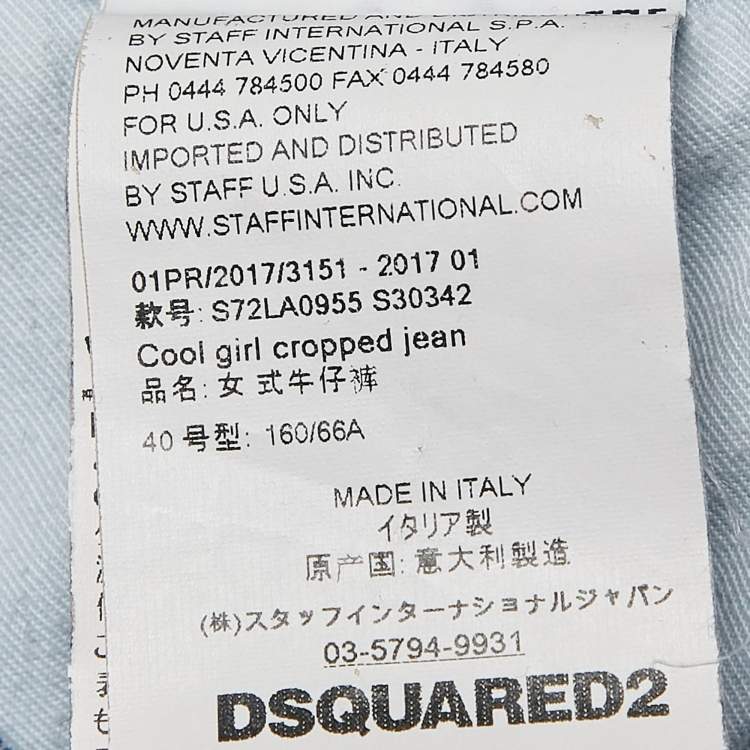 MANUFACTURED AND
BY STAFF INTERNATIONAL S.P.A.
NOVENTA VICENTINA - ITALY
PH 0444 784500 FAX 0444 784580
FOR U.S.A. ONLY
IMPORTED AND DISTRIBUTED
BY STAFF U.S.A. INC.
WWW.STAFFINTERNATIONAL.COM
01PR/2017/3151 - 2017 01
款号: S72LA0955 S30342
Cool girl cropped jean
品名: 女 式牛仔裤
40 号型: 160/66A
MADE IN ITALY
イタリア製
原产国: 意大利製造
(株)スタッフインターナショナルジャパン
03-5794-9931
DSQUARED2